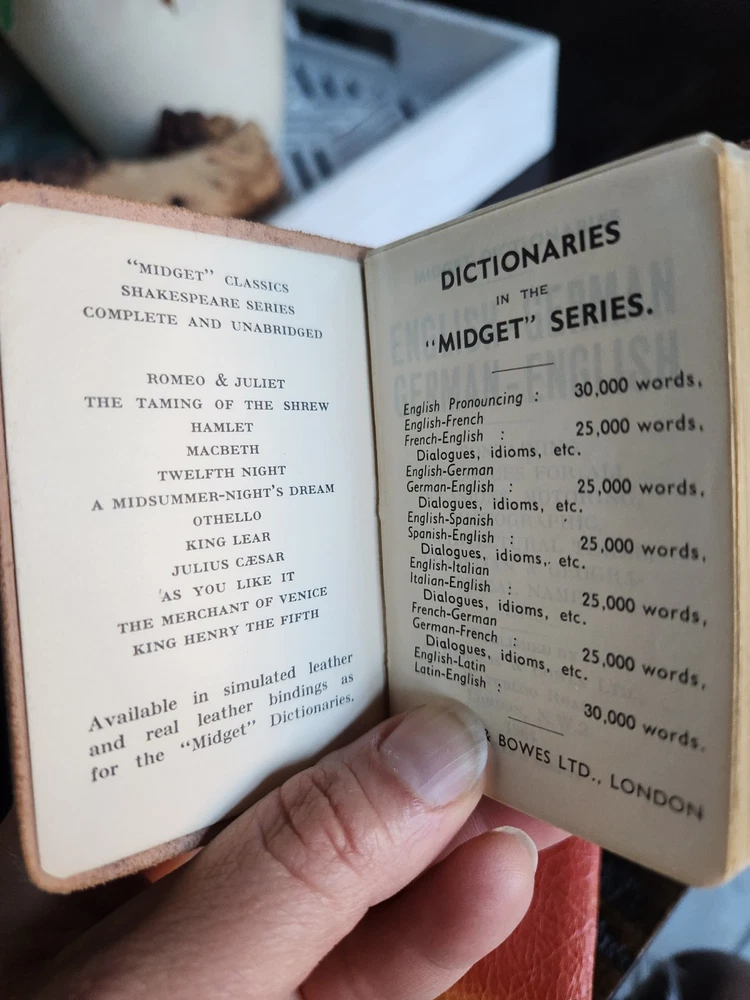 "MIDGET" CLASSICS
SHAKESPEARE SERIES
COMPLETE AND UNABRIDGED
ROMEO & JULIET
THE TAMING OF THE SHREW
HAMLET
MACBETH
TWELFTH NIGHT
A MIDSUMMER-NIGHT'S DREAM
OTHELLO
KING LEAR
JULIUS CÆSAR
AS YOU LIKE IT
THE MERCHANT OF VENICE
KING HENRY THE FIFTH
Available in simulated leather
and real leather bindings as
for the "Midget" Dictionaries.
DICTIONARIES
IN THE
"MIDGET" SERIES.
English Pronouncing : 30,000 words,
English-French
French-English : 25,000 words,
Dialogues, idioms, etc.
English-German
German-English : 25,000 words,
Dialogues, idioms, etc.
English-Spanish
Spanish-English : 25,000 words,
Dialogues, idioms, etc.
English-Italian
Italian-English : 25,000 words,
Dialogues, idioms, etc.
French-German
German-French : 25,000 words,
Dialogues, idioms, etc.
English-Latin
Latin-English : 30,000 words.
& BOWES LTD., LONDON